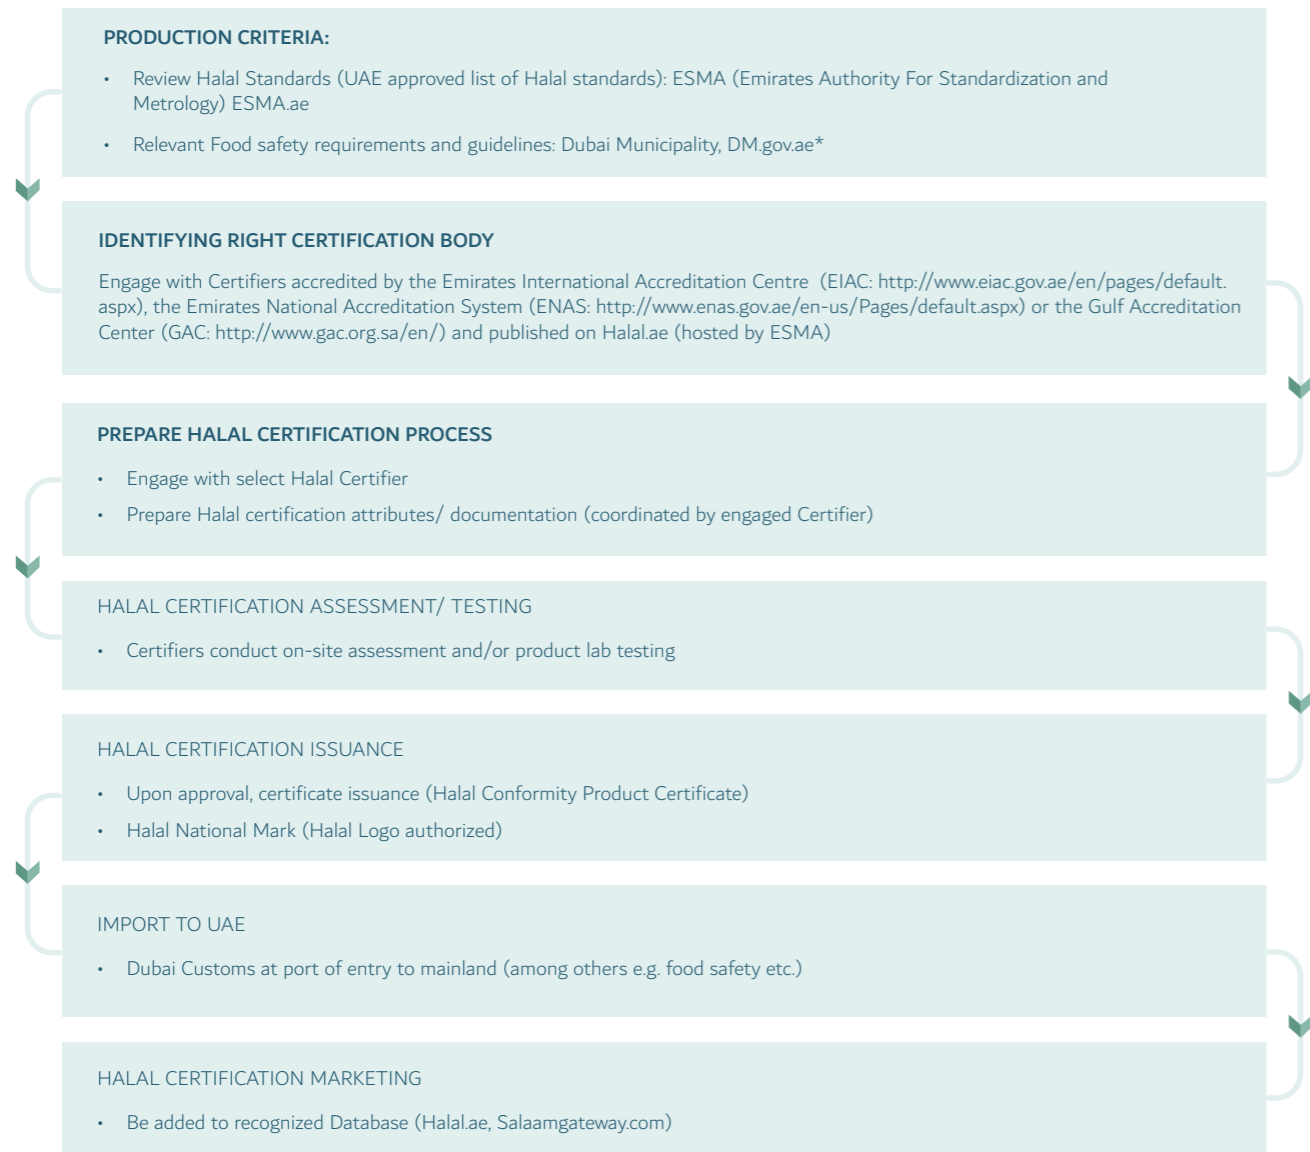 PRODUCTION CRITERIA:
• Review Halal Standards (UAE approved list of Halal standards): ESMA (Emirates Authority For Standardization and
Metrology) ESMA.ae
• Relevant Food safety requirements and guidelines: Dubai Municipality, DM.gov.ae*
IDENTIFYING RIGHT CERTIFICATION BODY
Engage with Certifiers accredited by the Emirates International Accreditation Centre (EIAC: http://www.eiac.gov.ae/en/pages/default.
aspx), the Emirates National Accreditation System (ENAS: http://www.enas.gov.ae/en-us/Pages/default.aspx) or the Gulf Accreditation
Center (GAC: http://www.gac.org.sa/en/) and published on Halal.ae (hosted by ESMA)
PREPARE HALAL CERTIFICATION PROCESS
• Engage with select Halal Certifier
• Prepare Halal certification attributes/ documentation (coordinated by engaged Certifier)
HALAL CERTIFICATION ASSESSMENT/ TESTING
• Certifiers conduct on-site assessment and/or product lab testing
HALAL CERTIFICATION ISSUANCE
• Upon approval, certificate issuance (Halal Conformity Product Certificate)
• Halal National Mark (Halal Logo authorized)
IMPORT TO UAE
• Dubai Customs at port of entry to mainland (among others e.g. food safety etc.)
HALAL CERTIFICATION MARKETING
• Be added to recognized Database (Halal.ae, Salaamgateway.com)